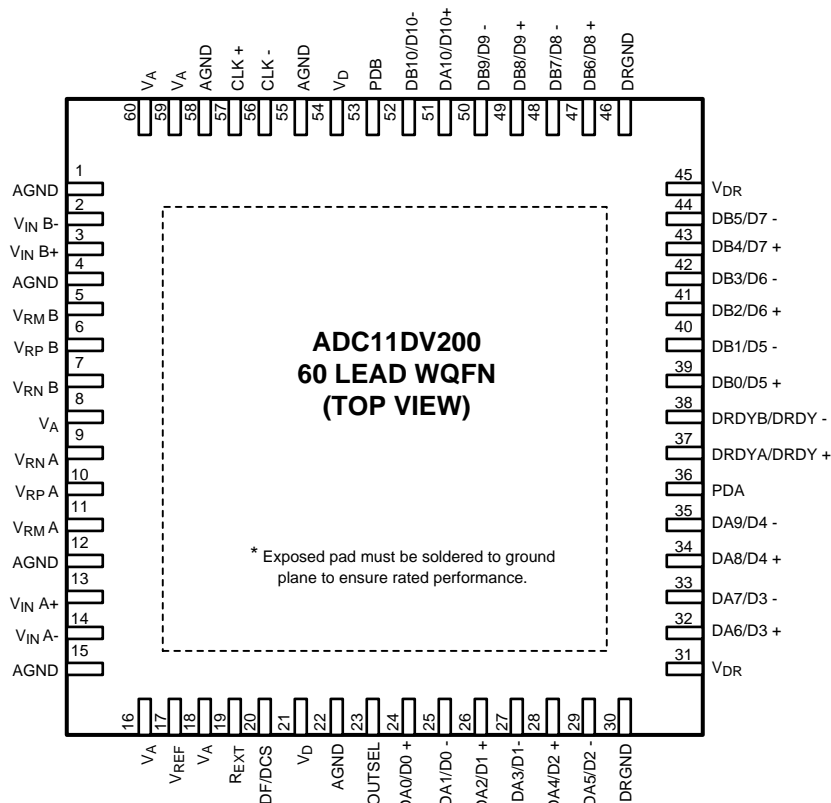 VA
VA
AGND
CLK +
CLK -
AGND
VD
PDB
DB10/D10-
DA10/D10+
DB9/D9 -
DB8/D9 +
DB7/D8 -
DB6/D8 +
DRGND
60
59
58
57
56
55
54
53
52
51
50
49
48
47
46
1
AGND
2
VIN B-
3
VIN B+
4
AGND
5
VRM B
6
VRP B
7
VRN B
8
VA
9
VRN A
10
VRP A
11
VRM A
12
AGND
13
VIN A+
14
VIN A-
15
AGND
ADC11DV200
60 LEAD WQFN
(TOP VIEW)
* Exposed pad must be soldered to ground
plane to ensure rated performance.
45
VDR
44
DB5/D7 -
43
DB4/D7 +
42
DB3/D6 -
41
DB2/D6 +
40
DB1/D5 -
39
DB0/D5 +
38
DRDYB/DRDY -
37
DRDYA/DRDY +
36
PDA
35
DA9/D4 -
34
DA8/D4 +
33
DA7/D3 -
32
DA6/D3 +
31
VDR
16
17
18
19
20
21
22
23
24
25
26
27
28
29
30
VA
VREF
VA
REXT
DF/DCS
VD
AGND
OUTSEL
DA0/D0 +
DA1/D0 -
DA2/D1 +
DA3/D1-
DA4/D2 +
DA5/D2 -
DRGND